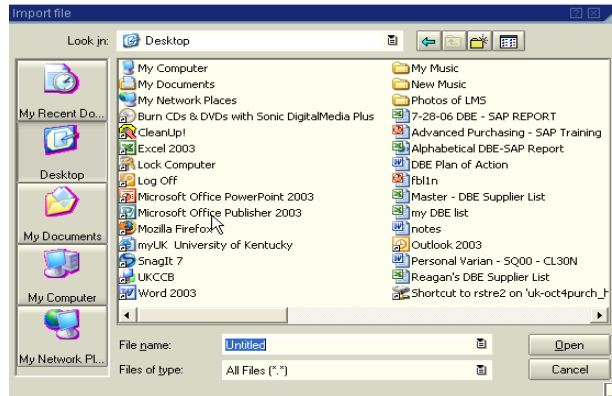 Import file
Look in:
Desktop
My Recent Do...
Desktop
My Documents
My Computer
My Network Pl...
My Computer
My Documents
My Network Places
Burn CDs & DVDs with Sonic DigitalMedia Plus
CleanUp!
Excel 2003
Lock Computer
Log Off
Microsoft Office PowerPoint 2003
Microsoft Office Publisher 2003
Mozilla Firefox
myUK University of Kentucky
SnagIt 7
UKCCB
Word 2003
My Music
New Music
Photos of LMS
7-28-06 DBE - SAP REPORT
Advanced Purchasing - SAP Training
Alphabetical DBE-SAP Report
DBE Plan of Action
fbl1n
Master - DBE Supplier List
my DBE list
notes
Outlook 2003
Personal Varian - SQ00 - CL30N
Reagan's DBE Supplier List
Shortcut to rstre2 on 'uk-oct4purch_h
File name:
Untitled
Open
Files of type:
All Files (*.*)
Cancel